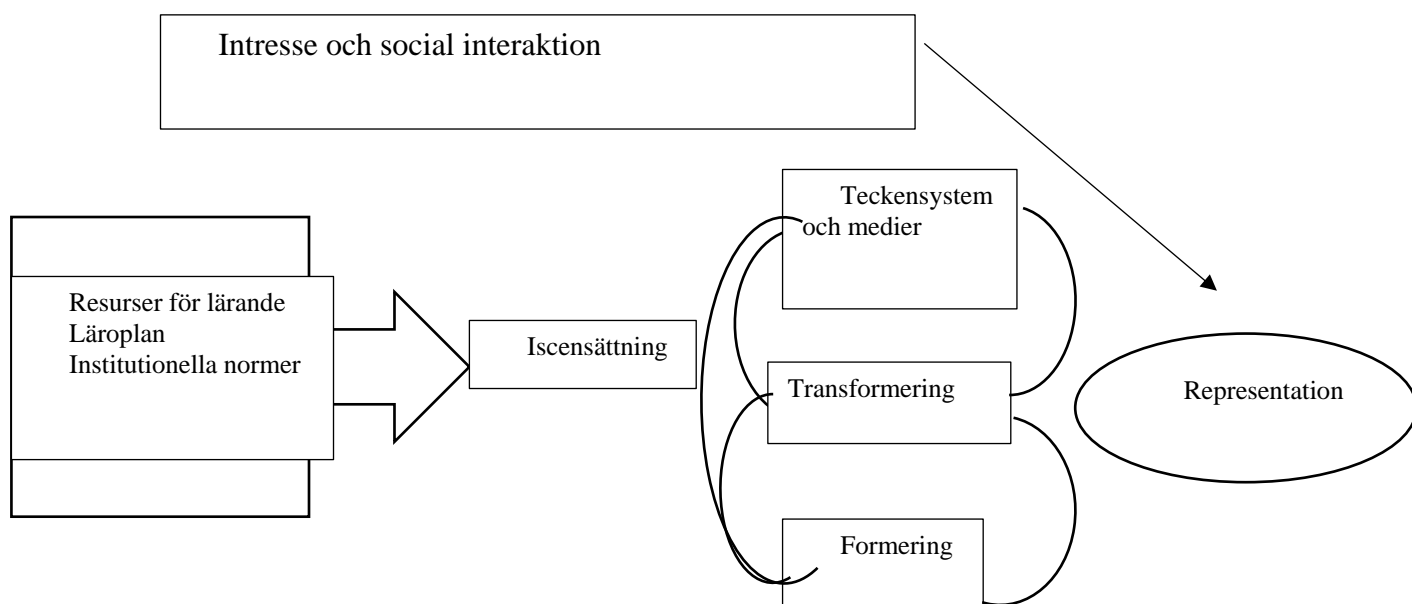 Intresse och social interaktion
Teckensystem
och medier
Resurser för lärande
Läroplan
Institutionella normer
Iscensättning
Transformering
Representation
Formering